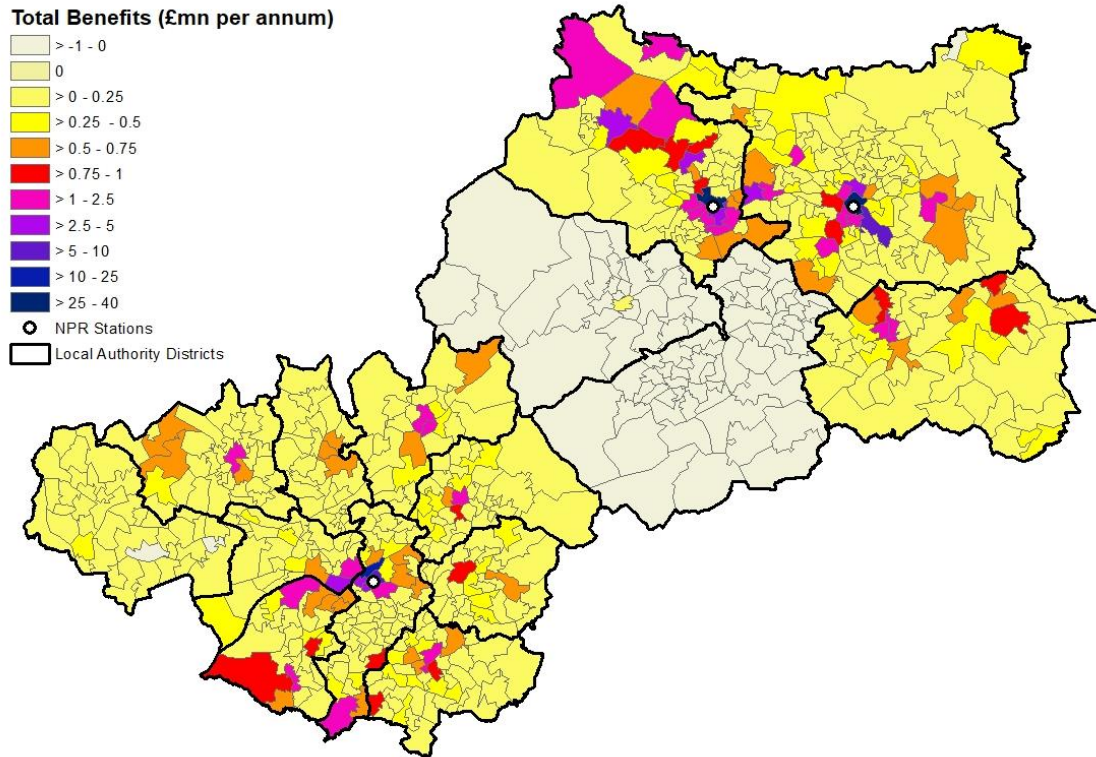 Total Benefits (£mn per annum)
> -1 - 0
0
> 0 - 0.25
> 0.25 - 0.5
> 0.5 - 0.75
> 0.75 - 1
> 1 - 2.5
> 2.5 - 5
> 5 - 10
> 10 - 25
> 25 - 40
NPR Stations
Local Authority Districts